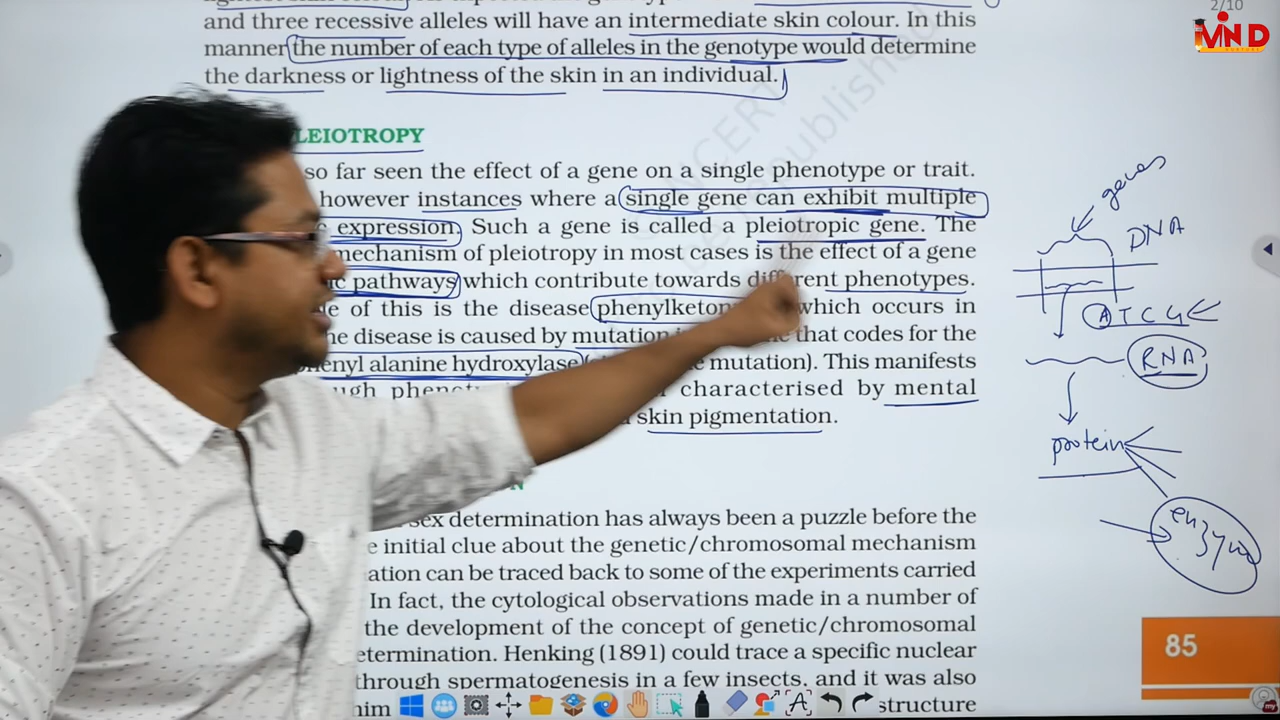 2/10
MIND
and three recessive alleles will have an intermediate skin colour. In this
manner the number of each type of alleles in the genotype would determine
the darkness or lightness of the skin in an individual.
LEIOTROPY
so far seen the effect of a gene on a single phenotype or trait.
however instances where a single gene can exhibit multiple
expression. Such a gene is called a pleiotropic gene. The
mechanism of pleiotropy in most cases is the effect of a gene
pathways which contribute towards different phenotypes.
of this is the disease phenylketon which occurs in
he disease is caused by mutation that codes for the
enyl alanine hydroxylase mutation). This manifests
characterised by mental
skin pigmentation.
sex determination has always been a puzzle before the
initial clue about the genetic/chromosomal mechanism
ation can be traced back to some of the experiments carried
In fact, the cytological observations made in a number of
the development of the concept of genetic/chromosomal
etermination. Henking (1891) could trace a specific nuclear
through spermatogenesis in a few insects, and it was also
him structure
genes
DNA
ATCG
RNA
protein
enzyme
85